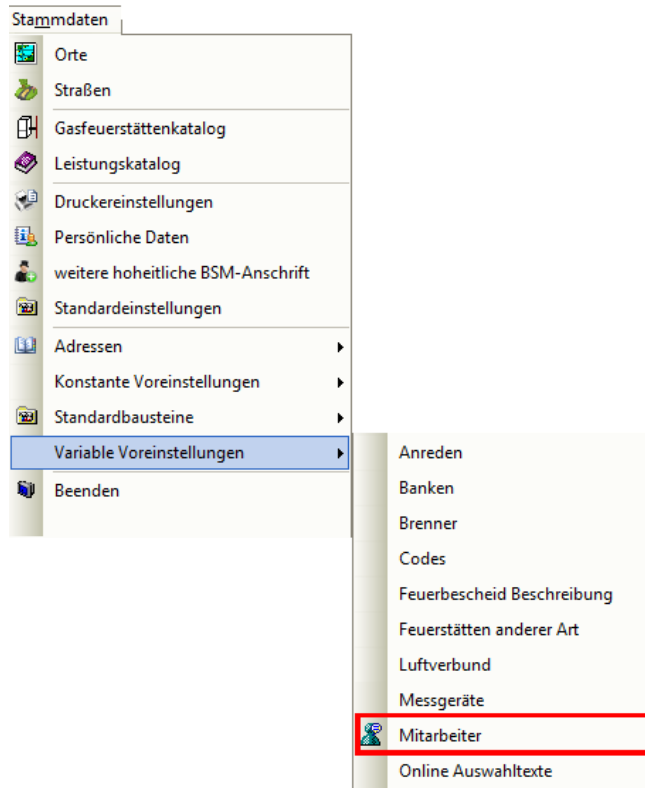 Stammdaten
Orte
Straßen
Gasfeuerstättenkatalog
Leistungskatalog
Druckereinstellungen
Persönliche Daten
weitere hoheitliche BSM-Anschrift
Standardeinstellungen
Adressen
Konstante Voreinstellungen
Standardbausteine
Variable Voreinstellungen
Beenden
Anreden
Banken
Brenner
Codes
Feuerbescheid Beschreibung
Feuerstätten anderer Art
Luftverbund
Messgeräte
Mitarbeiter
Online Auswahltexte